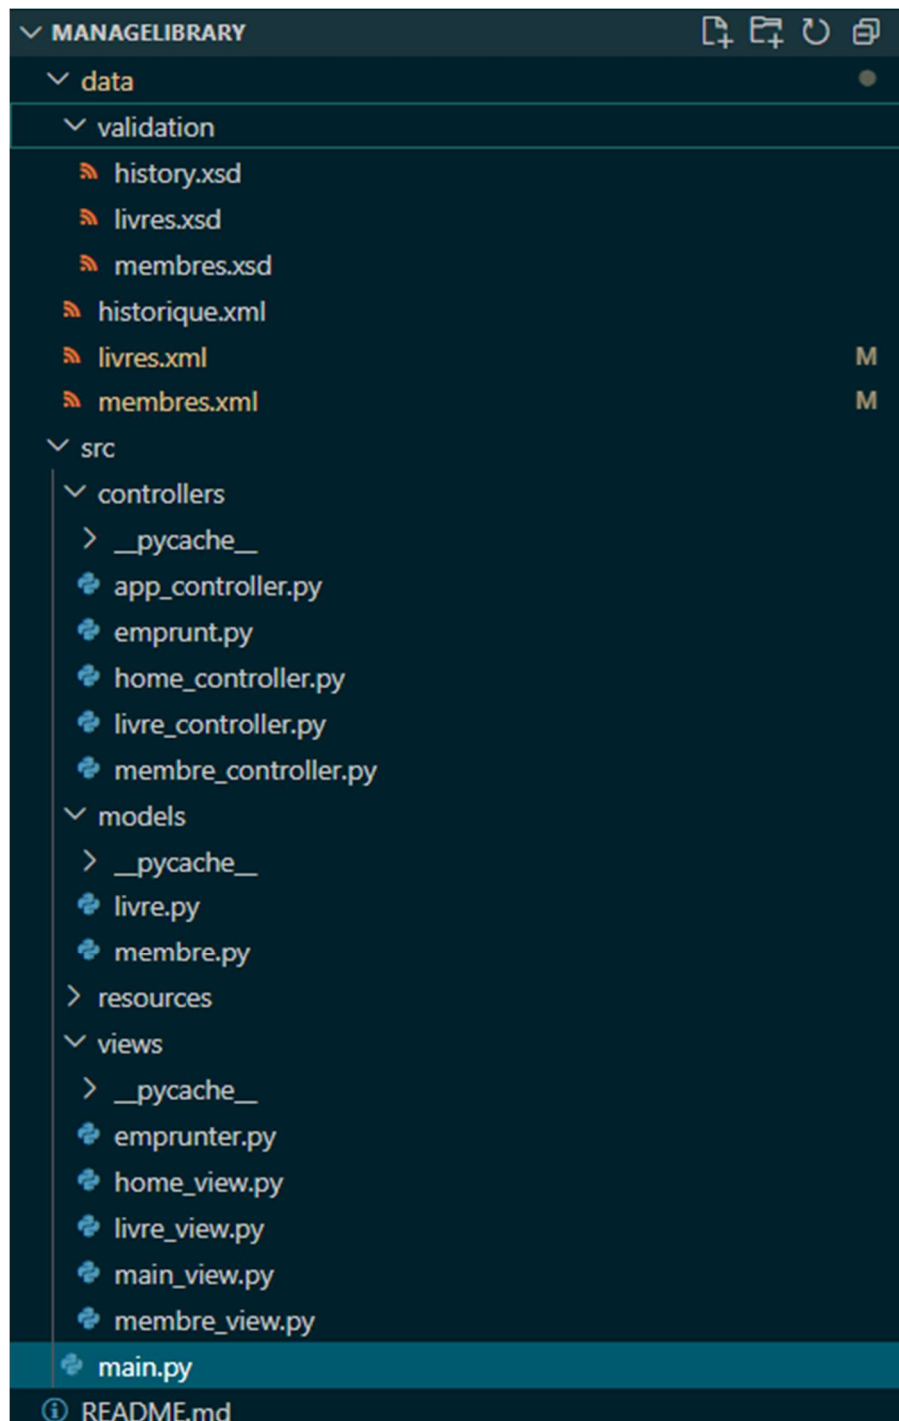 MANAGELIBRARY
data
validation
history.xsd
livres.xsd
membres.xsd
historique.xml
livres.xml M
membres.xml M
src
controllers
__pycache__
app_controller.py
emprunt.py
home_controller.py
livre_controller.py
membre_controller.py
models
__pycache__
livre.py
membre.py
resources
views
__pycache__
emprunter.py
home_view.py
livre_view.py
main_view.py
membre_view.py
main.py
README.md